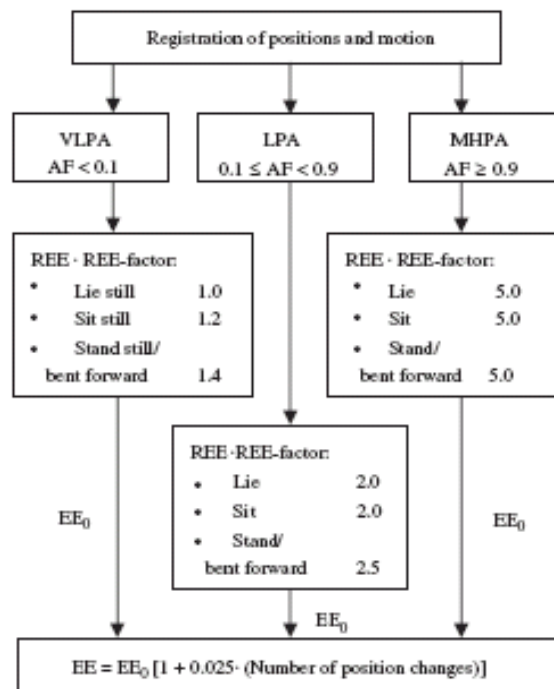 Registration of positions and motion
VLPA
AF < 0.1
LPA
0.1 ≤ AF < 0.9
MHPA
AF ≥ 0.9
REE · REE-factor:
• Lie still 1.0
• Sit still 1.2
• Stand still/
bent forward 1.4
REE · REE-factor:
• Lie 5.0
• Sit 5.0
• Stand/
bent forward 5.0
REE ·REE-factor:
• Lie 2.0
• Sit 2.0
• Stand/
bent forward 2.5
EE₀
EE₀
EE₀
EE = EE₀ [1 + 0.025· (Number of position changes)]